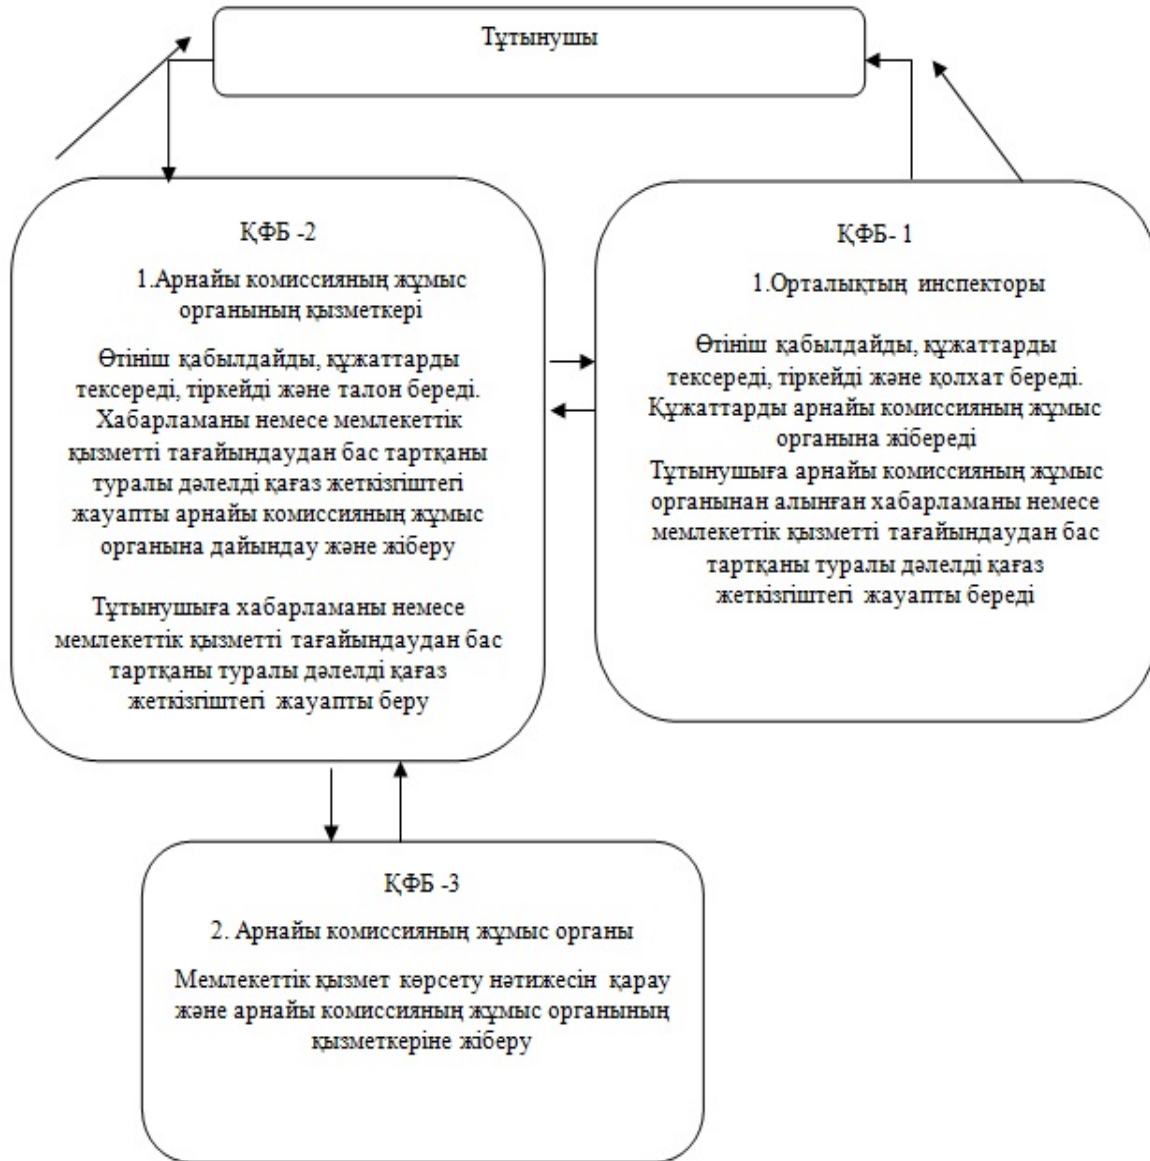 Тұтынушы
ҚФБ -2
1.Арнайы комиссияның жұмыс
органының қызметкері
Өтініш қабылдайды, құжаттарды
тексереді, тіркейді және талон береді.
Хабарламаны немесе мемлекеттік
қызметті тағайындаудан бас тартқаны
туралы дәлелді қағаз жеткізгіштегі
жауапты арнайы комиссияның жұмыс
органына дайындау және жіберу
Тұтынушыға хабарламаны немесе
мемлекеттік қызметті тағайындаудан бас
тартқаны туралы дәлелді қағаз
жеткізгіштегі жауапты беру
ҚФБ- 1
1.Орталықтың инспекторы
Өтініш қабылдайды, құжаттарды
тексереді, тіркейді және қолхат береді.
Құжаттарды арнайы комиссияның жұмыс
органына жібереді
Тұтынушыға арнайы комиссияның жұмыс
органынан алынған хабарламаны немесе
мемлекеттік қызметті тағайындаудан бас
тартқаны туралы дәлелді қағаз
жеткізгіштегі жауапты береді
ҚФБ -3
2. Арнайы комиссияның жұмыс органы
Мемлекеттік қызмет көрсету нәтижесін қарау
және арнайы комиссияның жұмыс органының
қызметкеріне жіберу